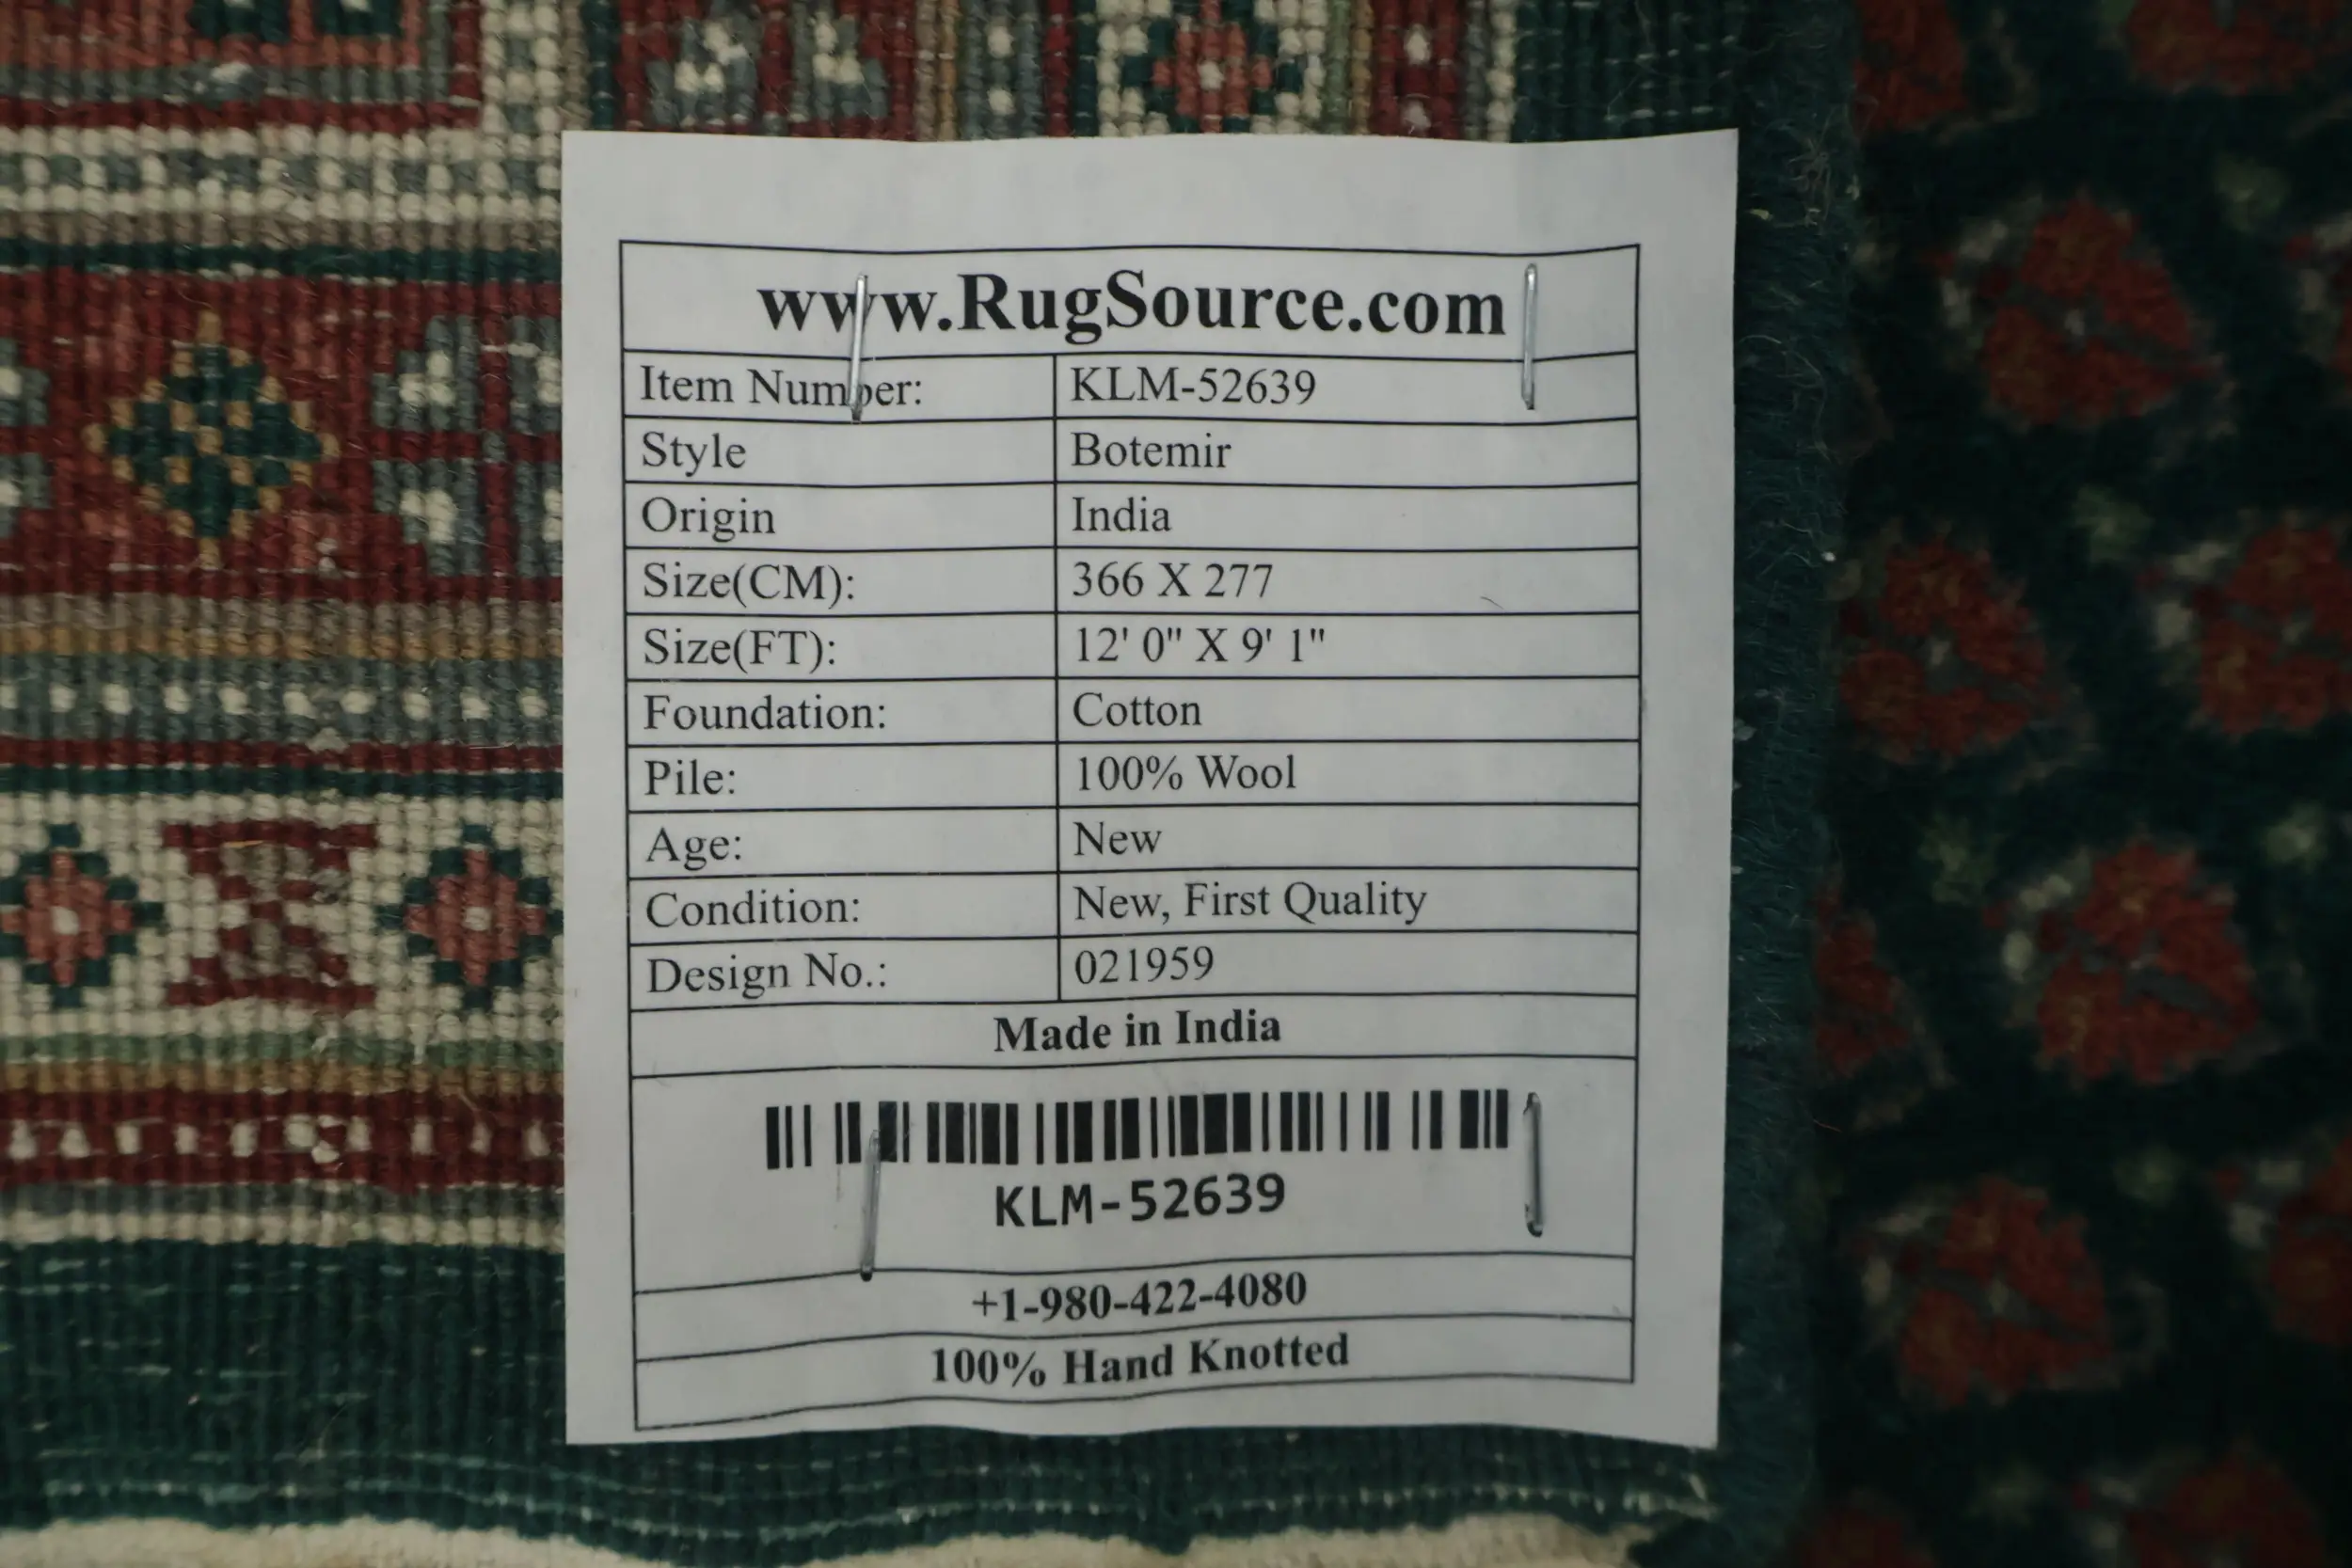 www.RugSource.com
Item Number: KLM-52639
Style Botemir
Origin India
Size(CM): 366 X 277
Size(FT): 12' 0" X 9' 1"
Foundation: Cotton
Pile: 100% Wool
Age: New
Condition: New, First Quality
Design No.: 021959
Made in India
KLM-52639
+1-980-422-4080
100% Hand Knotted